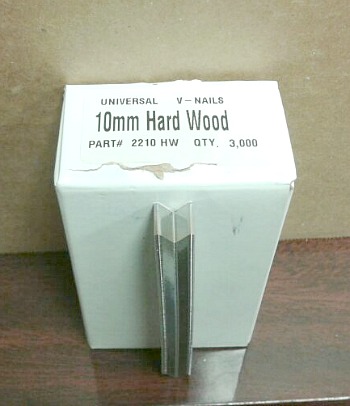 UNIVERSAL V-NAILS
10mm Hard Wood
PART# 2210 HW QTY. 3,000